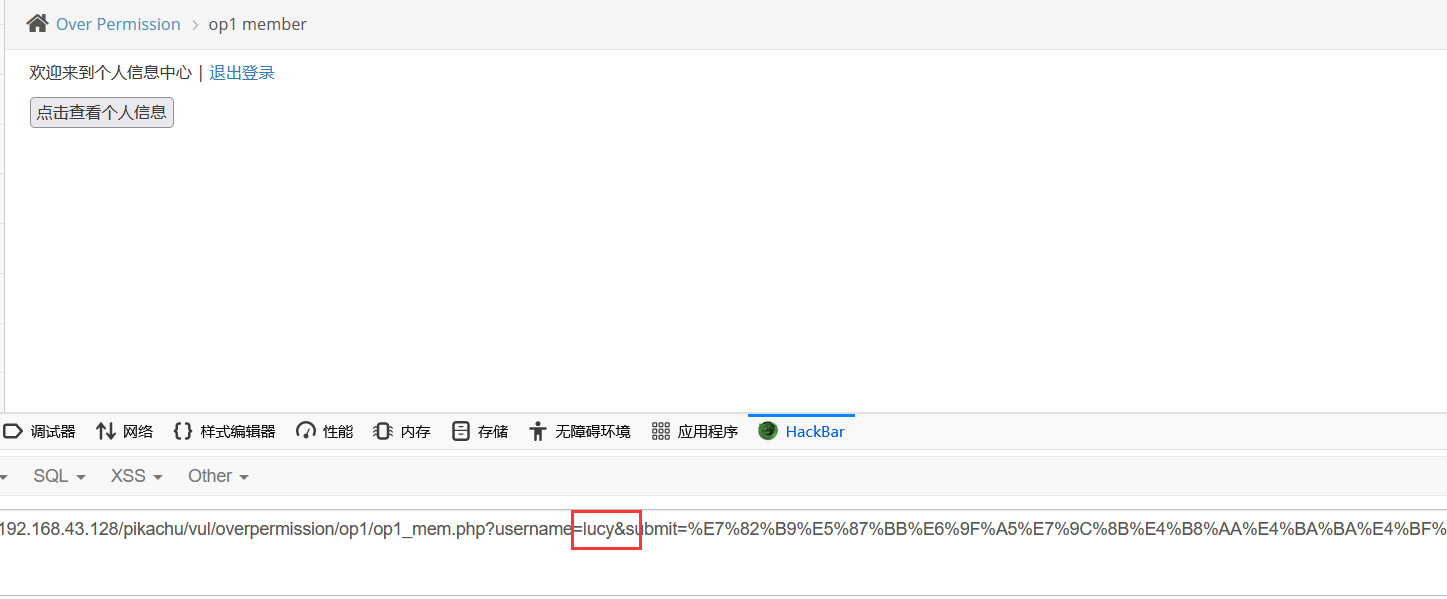 Over Permission > op1 member
欢迎来到个人信息中心 | 退出登录
点击查看个人信息
调试器 网络 {} 样式编辑器 性能 内存 存储 无障碍环境 应用程序 HackBar
SQL XSS Other
192.168.43.128/pikachu/vul/overpermission/op1/op1_mem.php?username=lucy&submit=%E7%82%B9%E5%87%BB%E6%9F%A5%E7%9C%8B%E4%B8%AA%E4%BA%BA%E4%BF%